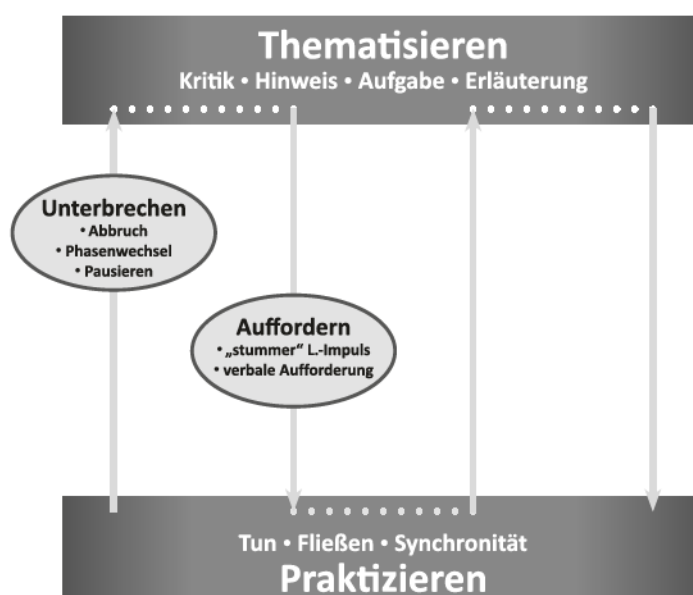 Thematisieren
Kritik • Hinweis • Aufgabe • Erläuterung
Unterbrechen
• Abbruch
• Phasenwechsel
• Pausieren
Auffordern
• „stummer“ L.-Impuls
• verbale Aufforderung
Tun • Fließen • Synchronität
Praktizieren